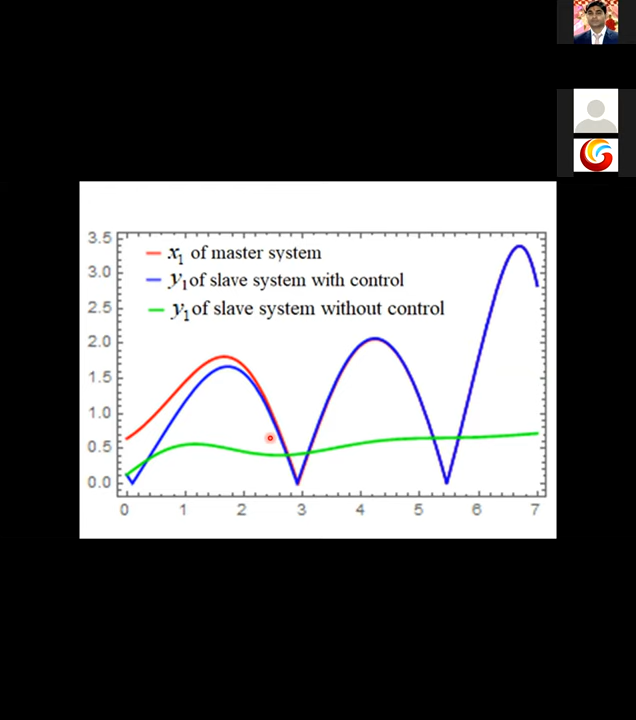 3.5
3.0
2.5
2.0
1.5
1.0
0.5
0.0
x₁ of master system
y₁ of slave system with control
y₁ of slave system without control
0 1 2 3 4 5 6 7